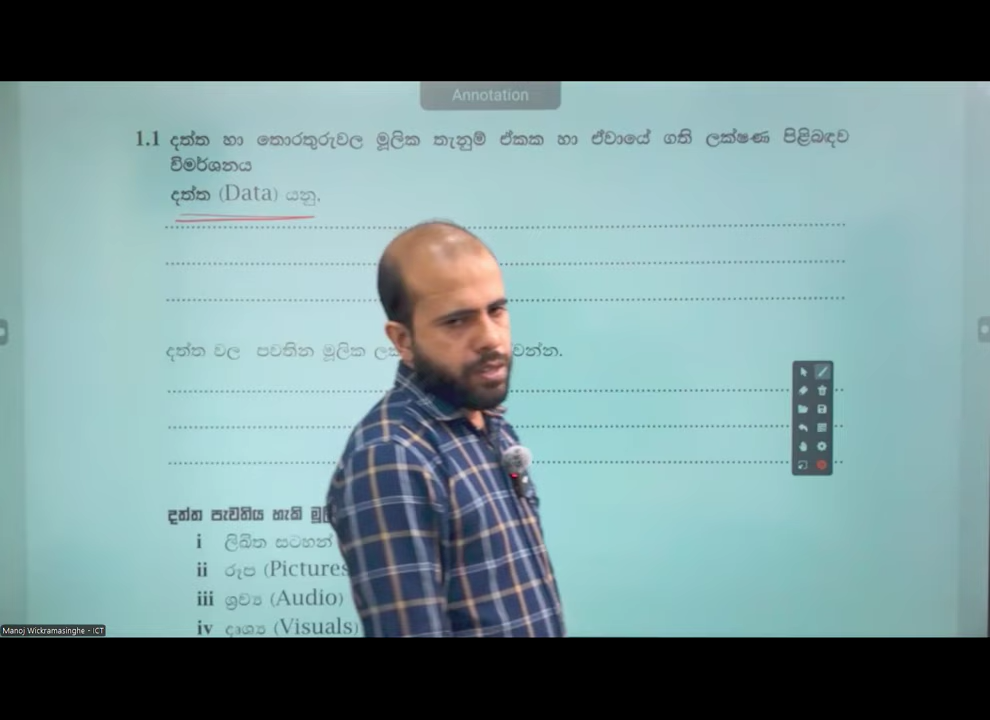 Annotation
1.1 දත්ත හා තොරතුරුවල මූලික තැනුම් ඒකක හා ඒවායේ ගති ලක්ෂණ පිළිබඳව
විමර්ශනය
දත්ත (Data) යනු,
දත්ත වල පවතින මූලික
දත්ත පැවතිය හැකි
i ලිඛිත සටහන්
ii රූප (Pictures
iii ශ්‍රව්‍ය (Audio)
iv දෘශ්‍ය (Visuals)
Manoj Wickramasinghe - ICT